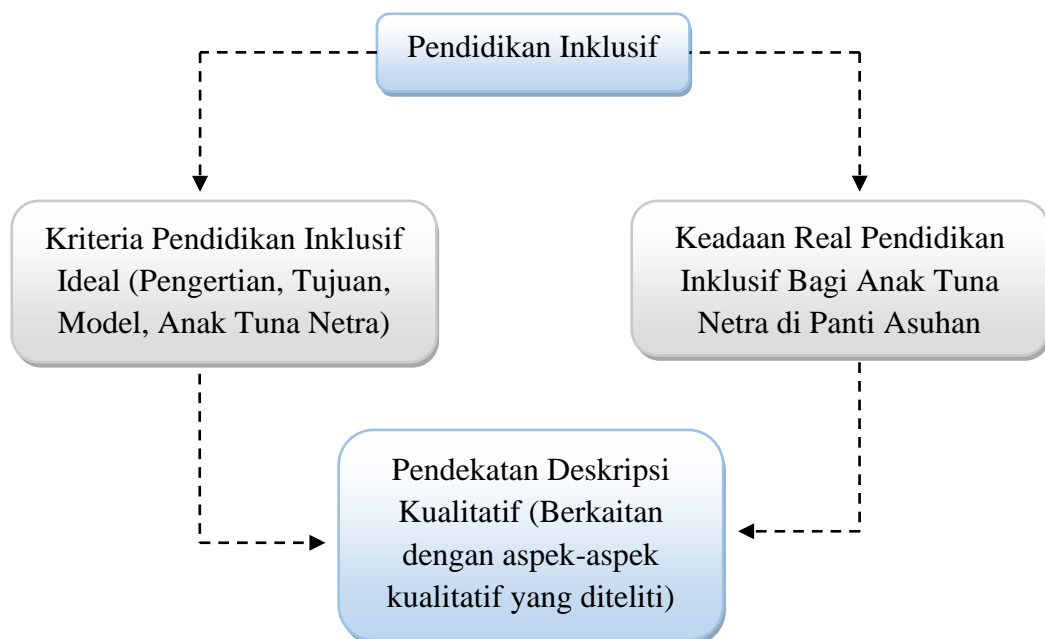 Pendidikan Inklusif
Kriteria Pendidikan Inklusif
Ideal (Pengertian, Tujuan,
Model, Anak Tuna Netra)
Keadaan Real Pendidikan
Inklusif Bagi Anak Tuna
Netra di Panti Asuhan
Pendekatan Deskripsi
Kualitatif (Berkaitan
dengan aspek-aspek
kualitatif yang diteliti)